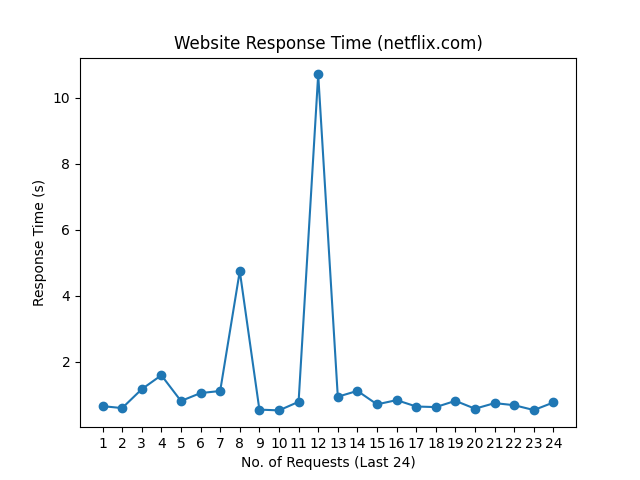 Website Response Time (netflix.com)
10
8
6
4
2
Response Time (s)
1 2 3 4 5 6 7 8 9 10 11 12 13 14 15 16 17 18 19 20 21 22 23 24
No. of Requests (Last 24)